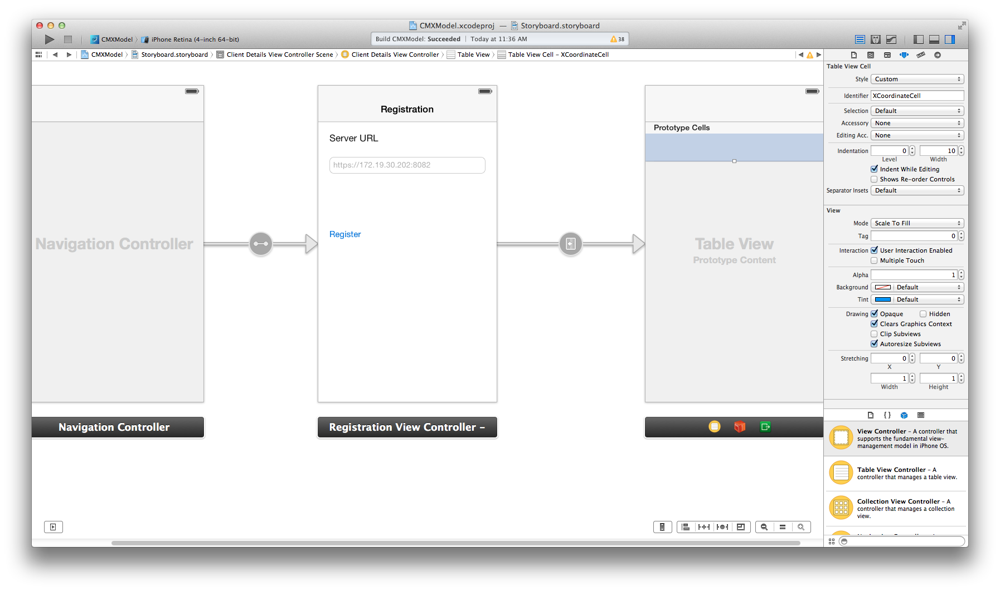 CMXModel.xcodeproj — Storyboard.storyboard
CMXModel iPhone Retina (4-inch 64-bit)
Build CMXModel: Succeeded Today at 11:36 AM 38
CMXModel Storyboard.storyboard Client Details View Controller Scene Client Details View Controller Table View Table View Cell – XCoordinateCell
Navigation Controller
Navigation Controller
Registration
Server URL
https://172.19.30.202:8082
Register
Registration View Controller –
Prototype Cells
Table View
Prototype Content
Table View Cell
Style Custom
Identifier XCoordinateCell
Selection Default
Accessory None
Editing Acc. None
Indentation 0 10
Level Width
Indent While Editing
Shows Re-order Controls
Separator Insets Default
View
Mode Scale To Fill
Tag 0
Interaction User Interaction Enabled
Multiple Touch
Alpha 1
Background Default
Tint Default
Drawing Opaque Hidden
Clears Graphics Context
Clip Subviews
Autoresize Subviews
Stretching 0 0
X Y
1 1
Width Height
{ }
View Controller – A controller that
supports the fundamental view-
management model in iPhone OS.
Table View Controller – A
controller that manages a table view.
Collection View Controller – A
controller that manages a collection
view.